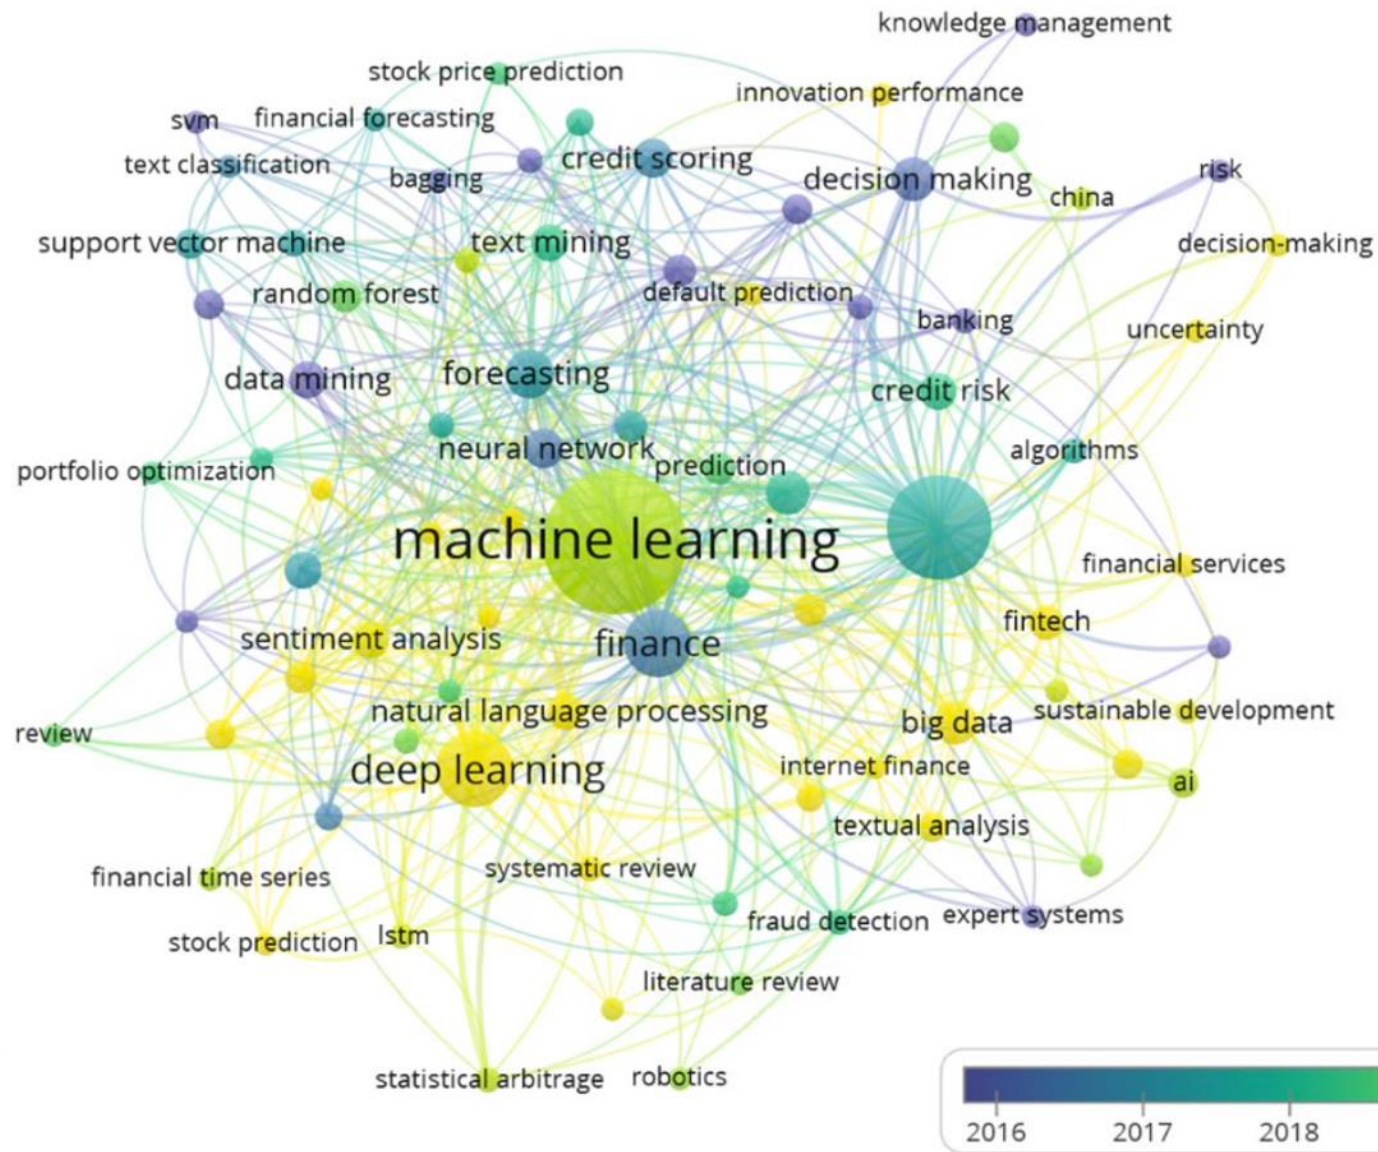 knowledge management
stock price prediction
innovation performance
svm
financial forecasting
text classification
bagging
credit scoring
decision making
risk
china
support vector machine
text mining
decision-making
random forest
default prediction
banking
uncertainty
data mining
forecasting
credit risk
neural network
prediction
algorithms
portfolio optimization
machine learning
financial services
fintech
sentiment analysis
finance
natural language processing
big data
sustainable development
review
deep learning
internet finance
ai
textual analysis
financial time series
systematic review
stock prediction
lstm
fraud detection
expert systems
literature review
statistical arbitrage
robotics
2016
2017
2018